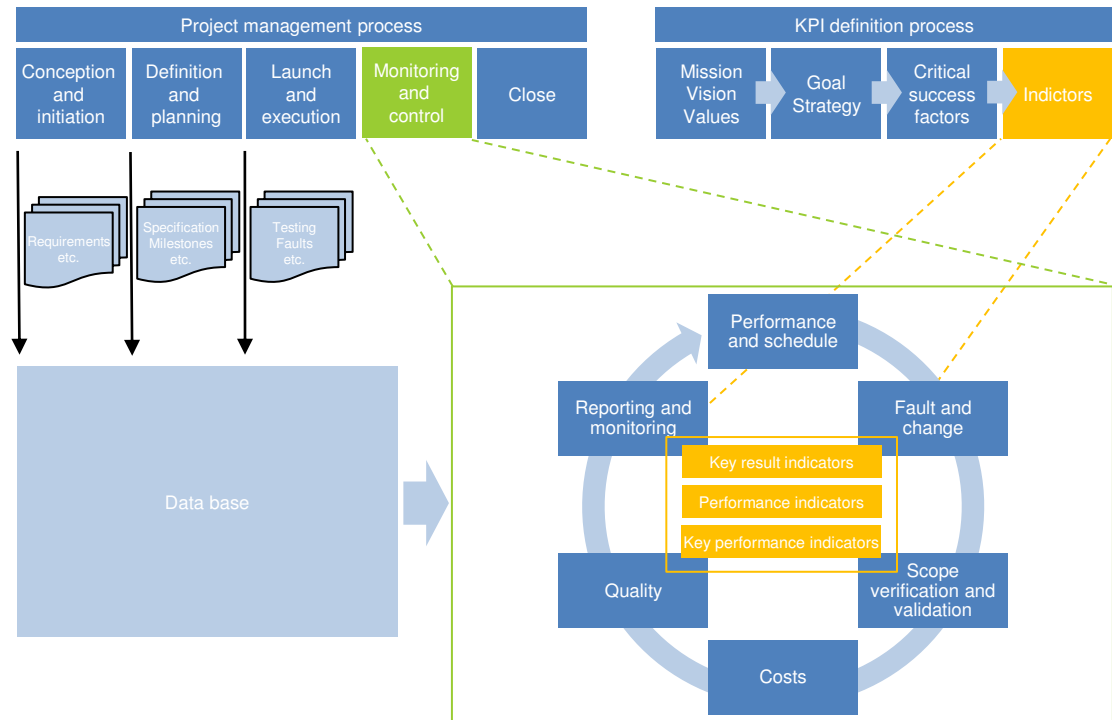 Project management process
KPI definition process
Conception
and
initiation
Definition
and
planning
Launch
and
execution
Monitoring
and
control
Close
Mission
Vision
Values
Goal
Strategy
Critical
success
factors
Indictors
Requirements
etc.
Specification
Milestones
etc.
Testing
Faults
etc.
Data base
Performance
and schedule
Reporting and
monitoring
Fault and
change
Key result indicators
Performance indicators
Key performance indicators
Quality
Scope
verification and
validation
Costs